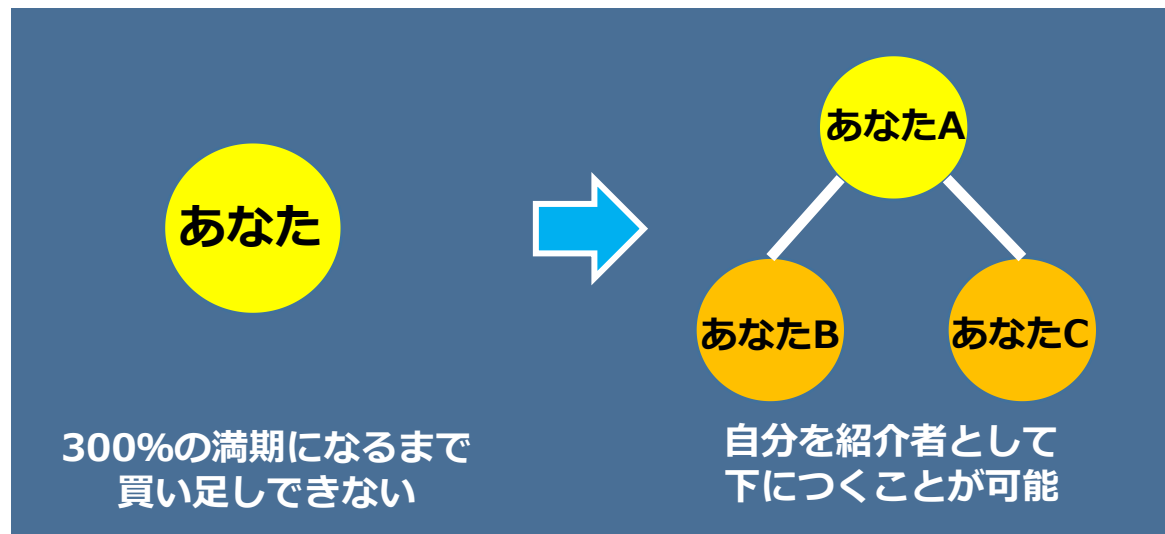 あなた
300%の満期になるまで
買い足しできない
あなたA
あなたB
あなたC
自分を紹介者として
下につくことが可能